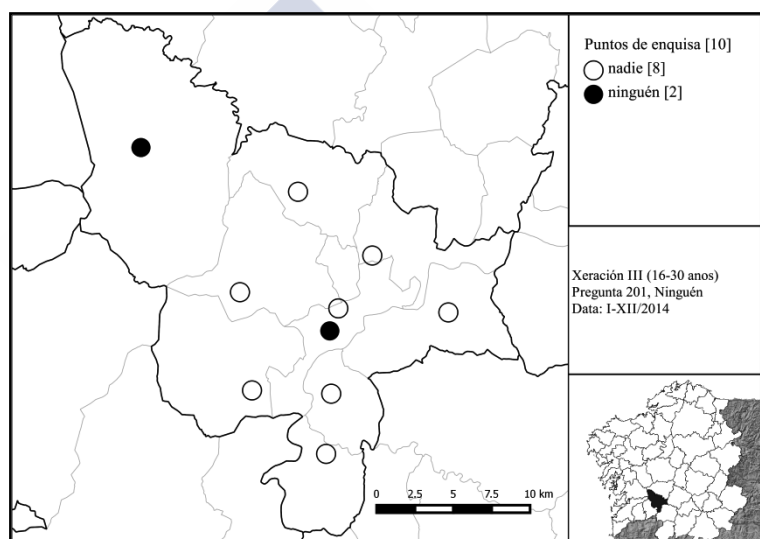 Puntos de enquisa [10]
nadie [8]
ninguén [2]
Xeración III (16-30 anos)
Pregunta 201, Ninguén
Data: I-XII/2014
0 2,5 5 7,5 10 km